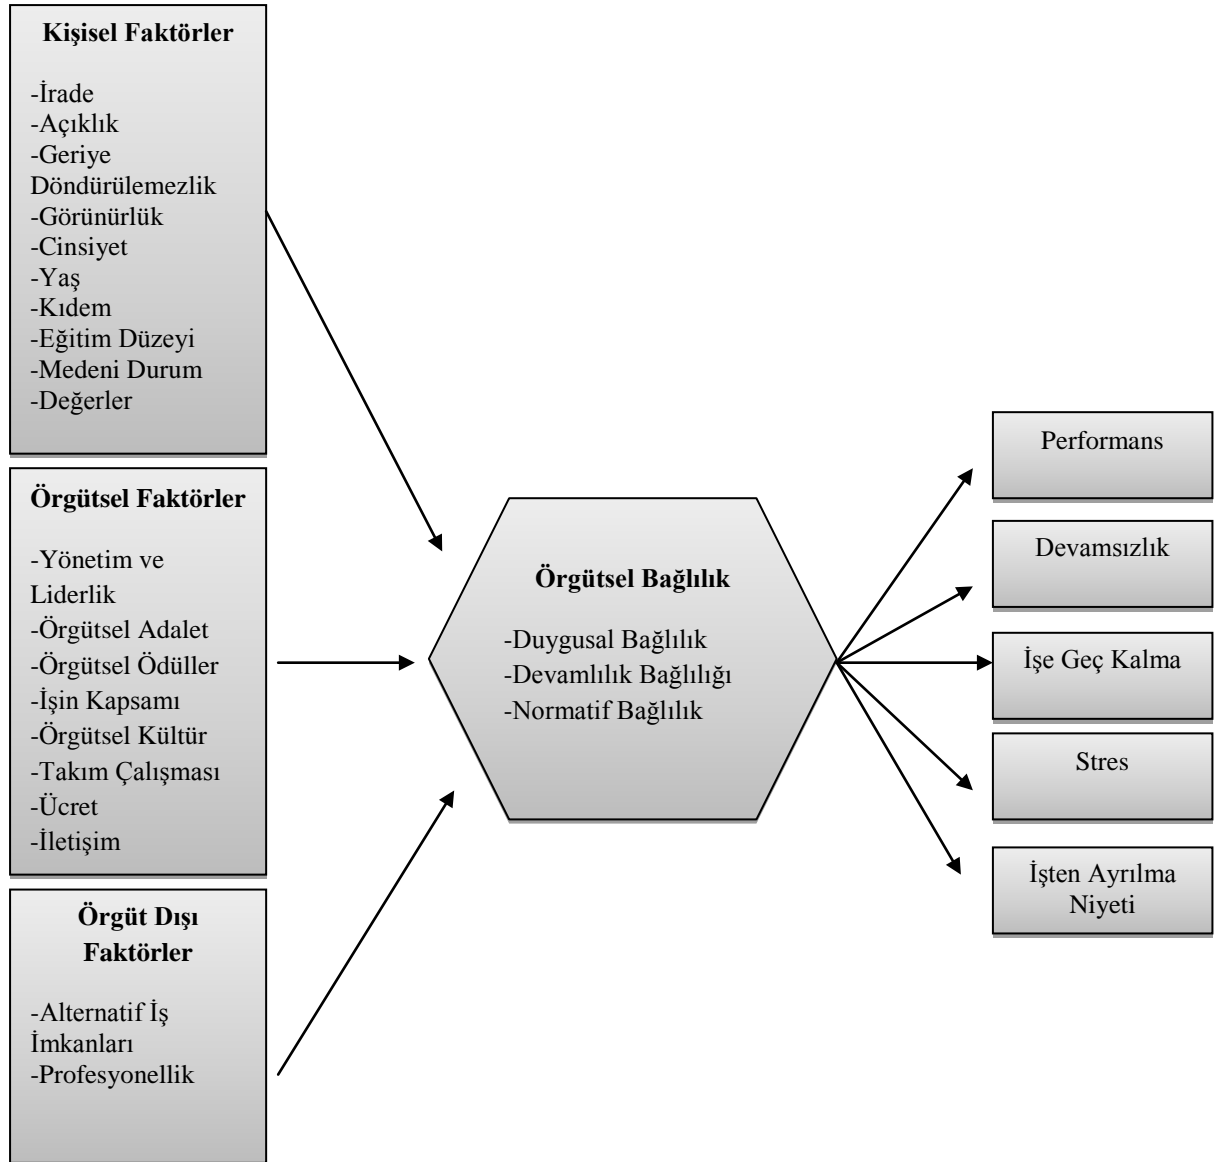 Kişisel Faktörler
-İrade
-Açıklık
-Geriye
Döndürülemezlik
-Görünürlük
-Cinsiyet
-Yaş
-Kıdem
-Eğitim Düzeyi
-Medeni Durum
-Değerler
Örgütsel Faktörler
-Yönetim ve
Liderlik
-Örgütsel Adalet
-Örgütsel Ödüller
-İşin Kapsamı
-Örgütsel Kültür
-Takım Çalışması
-Ücret
-İletişim
Örgüt Dışı
Faktörler
-Alternatif İş
İmkanları
-Profesyonellik
Örgütsel Bağlılık
-Duygusal Bağlılık
-Devamlılık Bağlılığı
-Normatif Bağlılık
Performans
Devamsızlık
İşe Geç Kalma
Stres
İşten Ayrılma
Niyeti